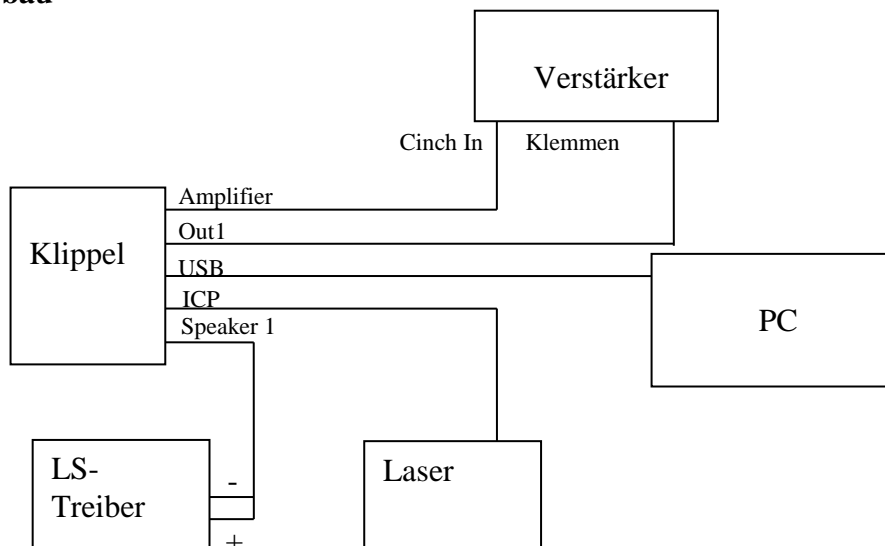 bau
Verstärker
Cinch In
Klemmen
Amplifier
Out1
Klippel
USB
ICP
Speaker 1
PC
LS-
Treiber
-
+
Laser